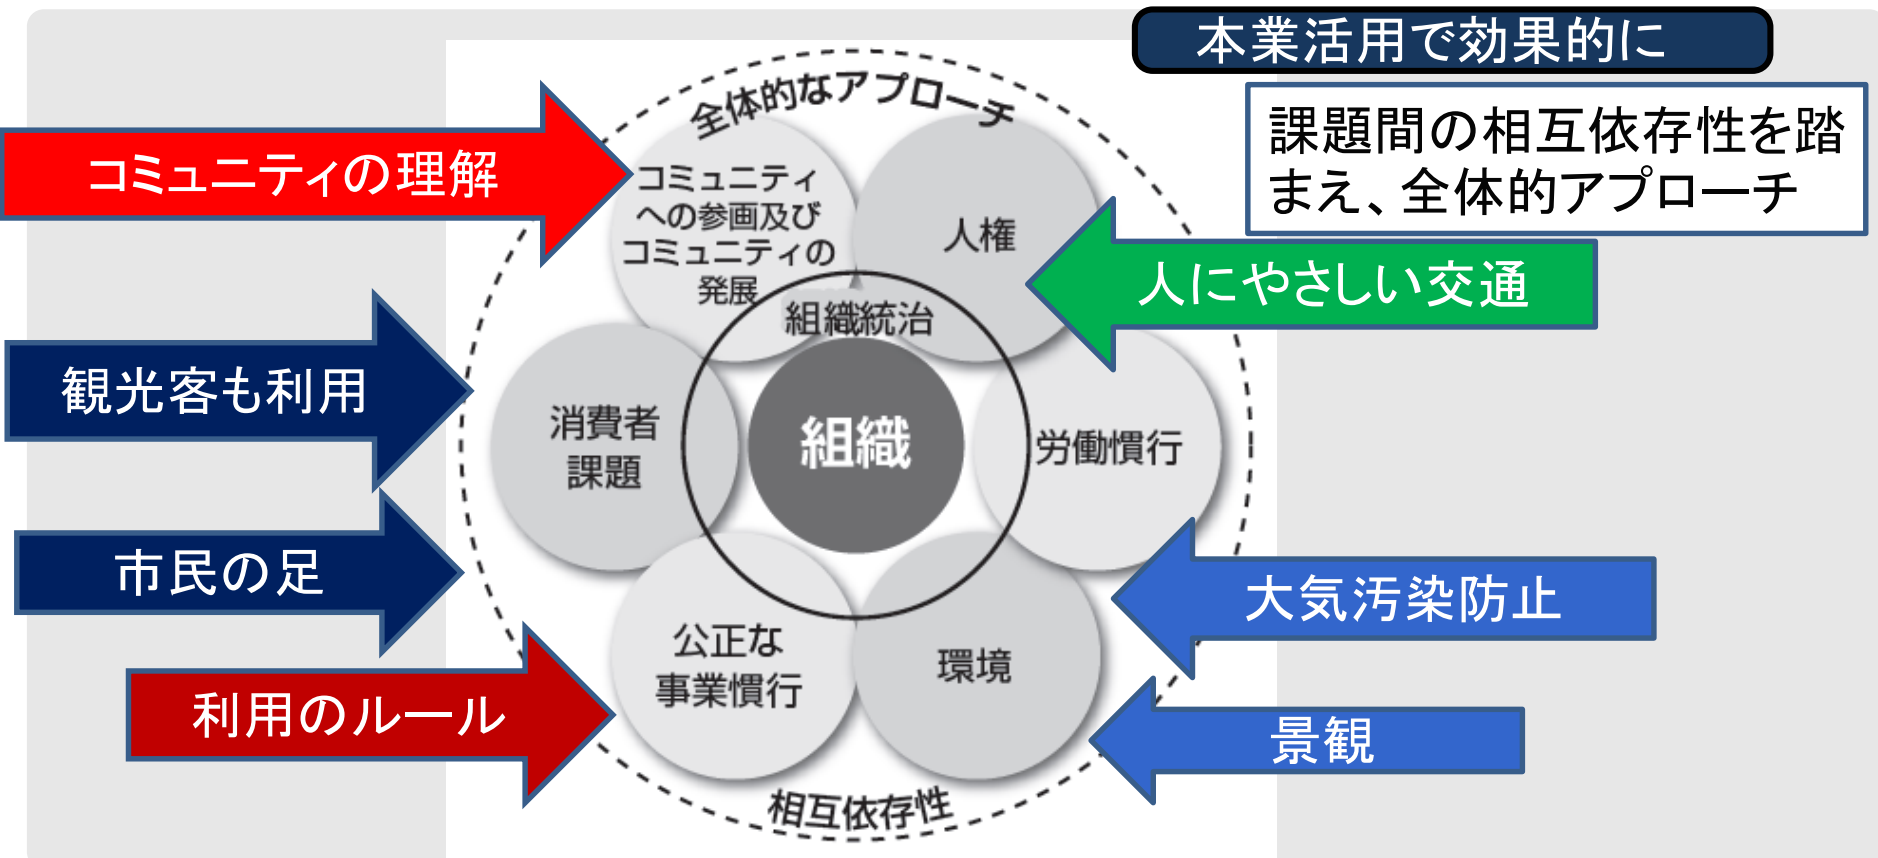 本業活用で効果的に
課題間の相互依存性を踏
まえ、全体的アプローチ
全体的なアプローチ
コミュニティの理解
コミュニティ
への参画及び
コミュニティの
発展
人権
人にやさしい交通
組織統治
観光客も利用
消費者
課題
組織
労働慣行
市民の足
大気汚染防止
公正な
事業慣行
環境
利用のルール
景観
相互依存性